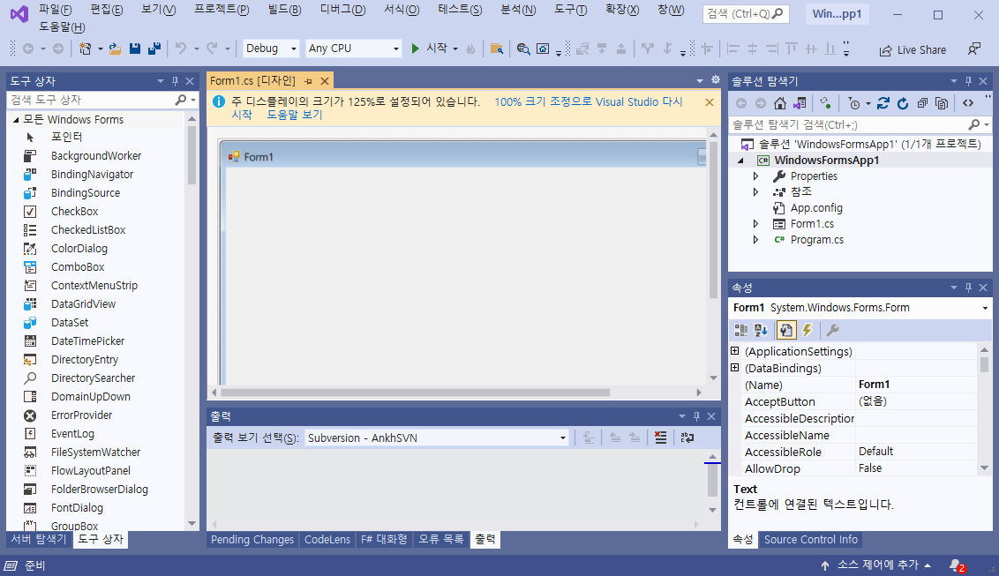 파일(F) 편집(E) 보기(V) 프로젝트(P) 빌드(B) 디버그(D) 서식(O) 테스트(S) 분석(N) 도구(T) 확장(X) 창(W)
도움말(H)
검색 (Ctrl+Q)
Win...pp1
Debug
Any CPU
시작
Live Share
도구 상자
검색 도구 상자
모든 Windows Forms
포인터
BackgroundWorker
BindingNavigator
BindingSource
CheckBox
CheckedListBox
ColorDialog
ComboBox
ContextMenuStrip
DataGridView
DataSet
DateTimePicker
DirectoryEntry
DirectorySearcher
DomainUpDown
ErrorProvider
EventLog
FileSystemWatcher
FlowLayoutPanel
FolderBrowserDialog
FontDialog
GroupBox
서버 탐색기 도구 상자
Form1.cs [디자인]
주 디스플레이의 크기가 125%로 설정되어 있습니다. 100% 크기 조정으로 Visual Studio 다시
시작 도움말 보기
Form1
출력
출력 보기 선택(S): Subversion - AnkhSVN
Pending Changes CodeLens F# 대화형 오류 목록 출력
솔루션 탐색기
솔루션 탐색기 검색(Ctrl+;)
솔루션 'WindowsFormsApp1' (1/1개 프로젝트)
C# WindowsFormsApp1
Properties
참조
App.config
Form1.cs
C# Program.cs
속성
Form1 System.Windows.Forms.Form
(ApplicationSettings)
(DataBindings)
(Name) Form1
AcceptButton (없음)
AccessibleDescription
AccessibleName
AccessibleRole Default
AllowDrop False
Text
컨트롤에 연결된 텍스트입니다.
속성 Source Control Info
준비
소스 제어에 추가
2